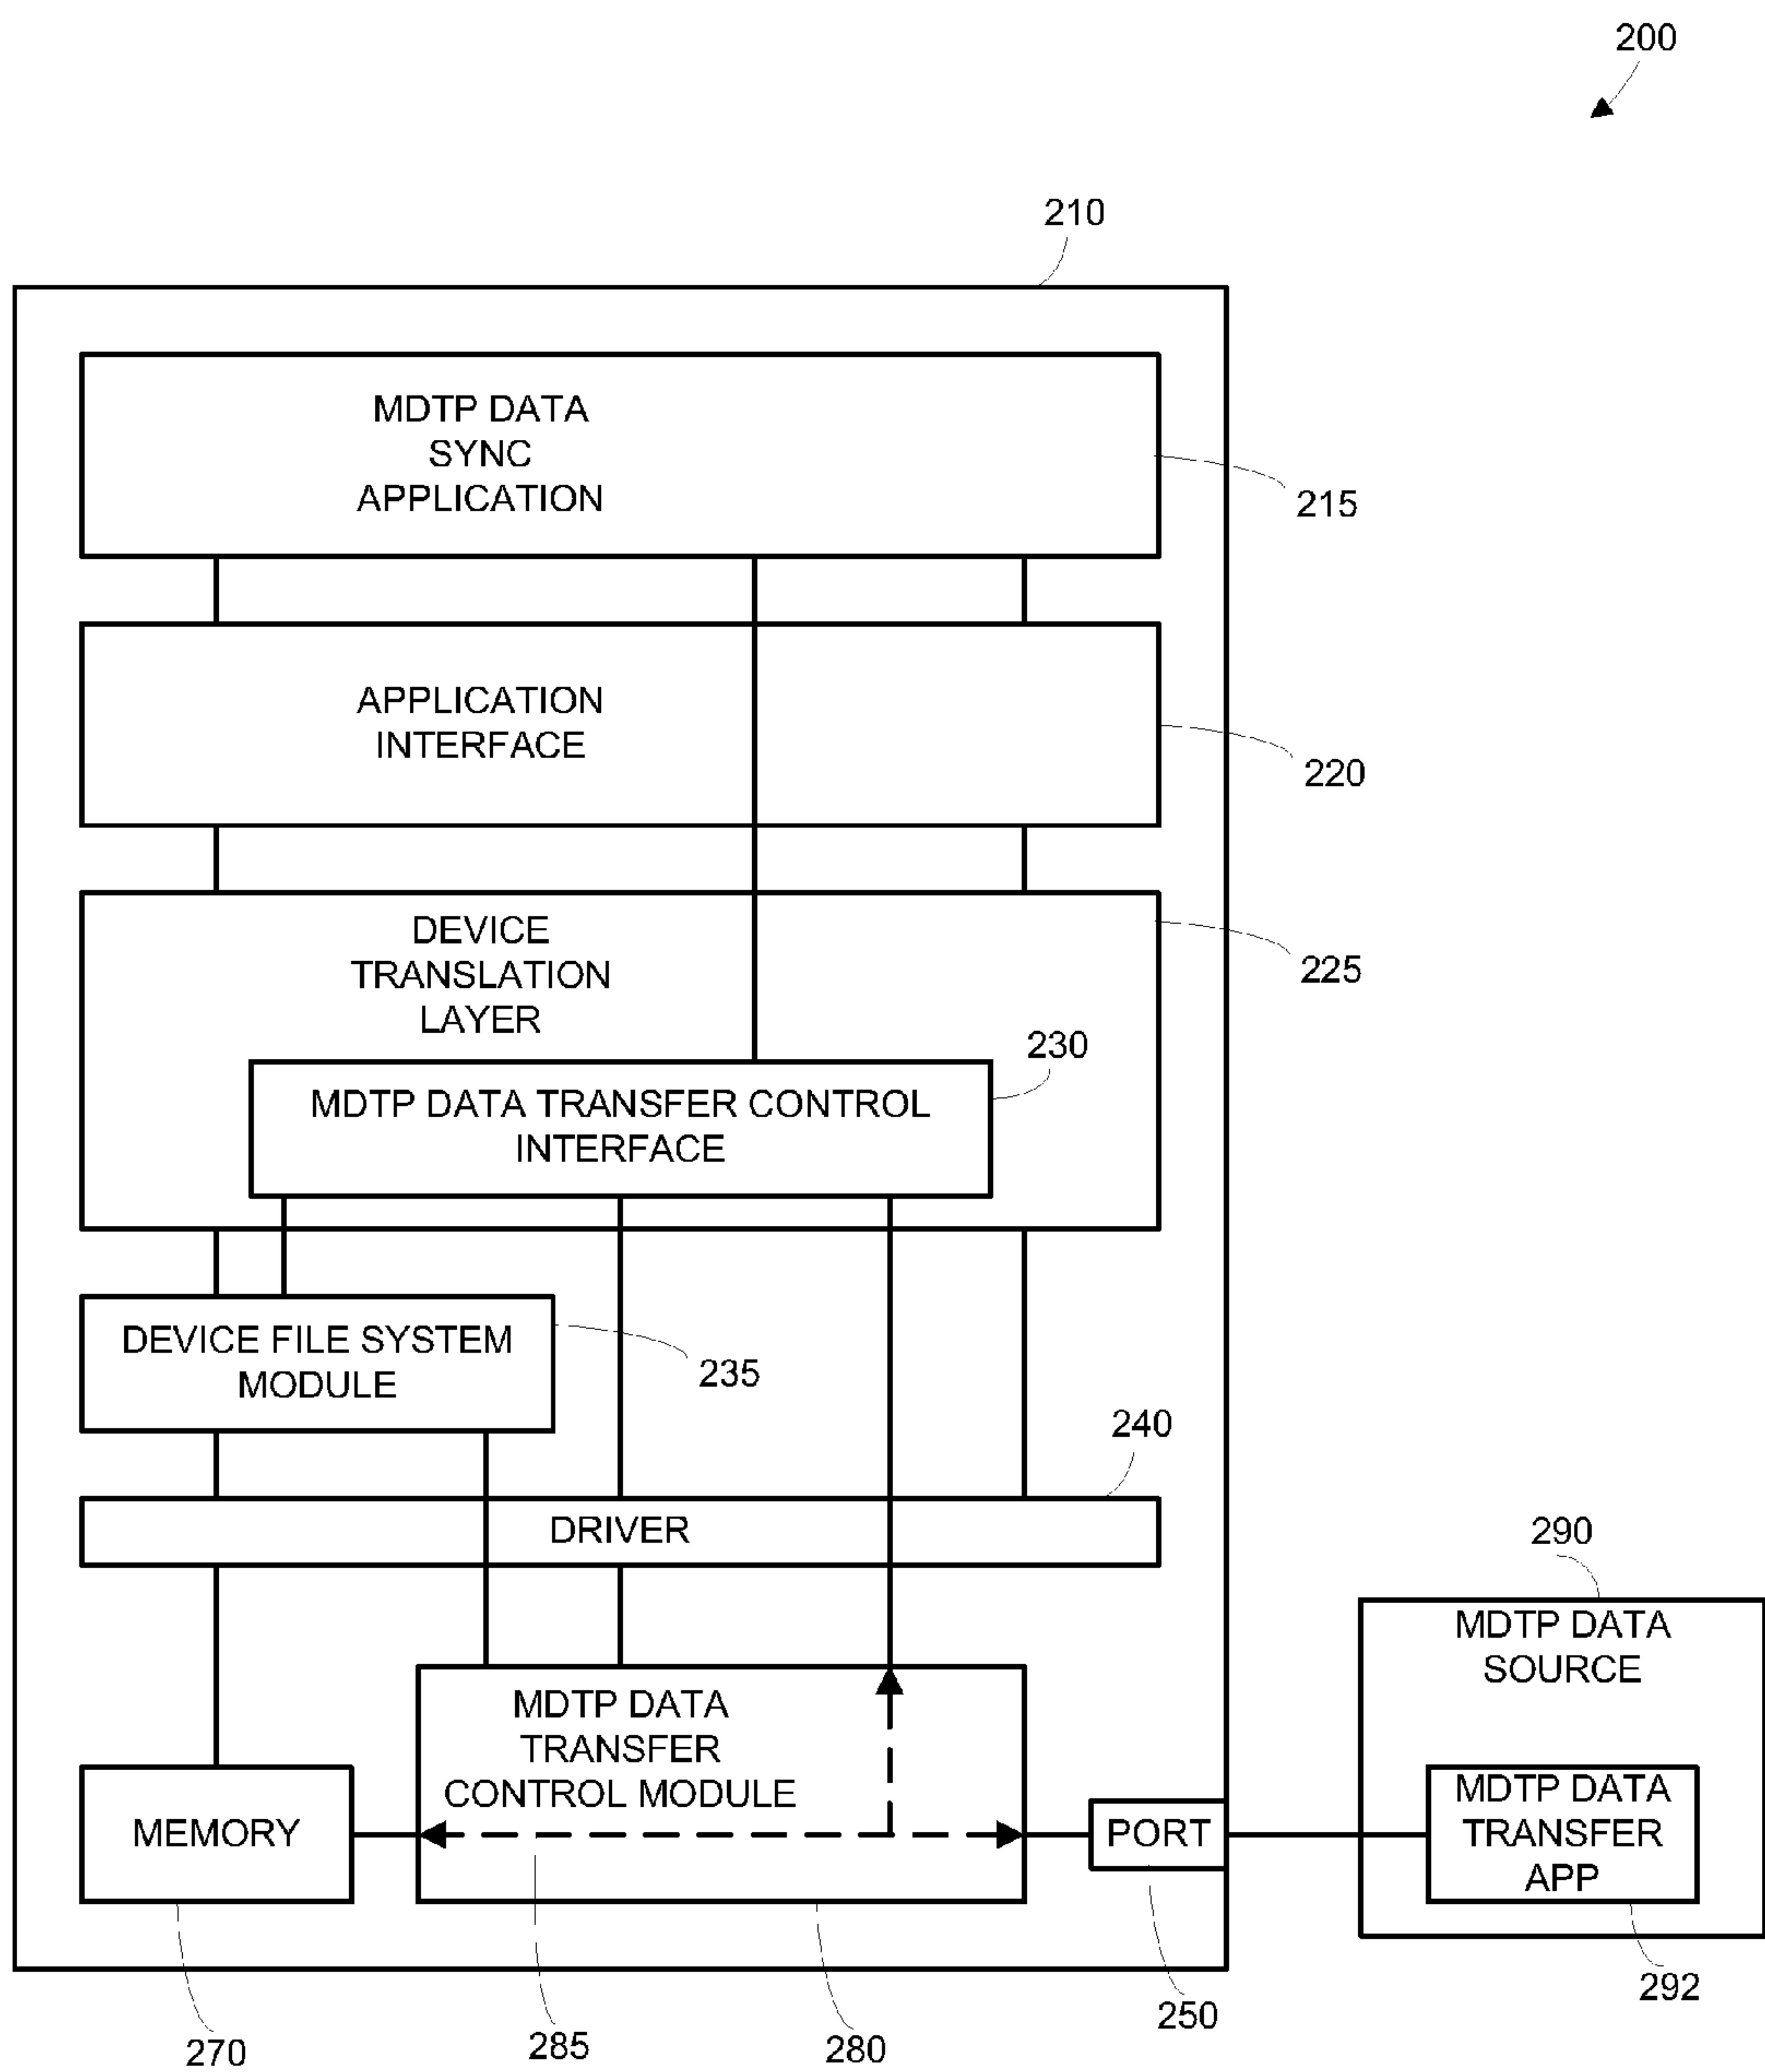 200
210
MDTP DATA
SYNC
APPLICATION
215
APPLICATION
INTERFACE
220
DEVICE
TRANSLATION
LAYER
225
230
MDTP DATA TRANSFER CONTROL
INTERFACE
DEVICE FILE SYSTEM
MODULE
235
240
DRIVER
290
MDTP DATA
SOURCE
MDTP DATA
TRANSFER
CONTROL MODULE
MEMORY
PORT
MDTP DATA
TRANSFER
APP
270
285
280
250
292